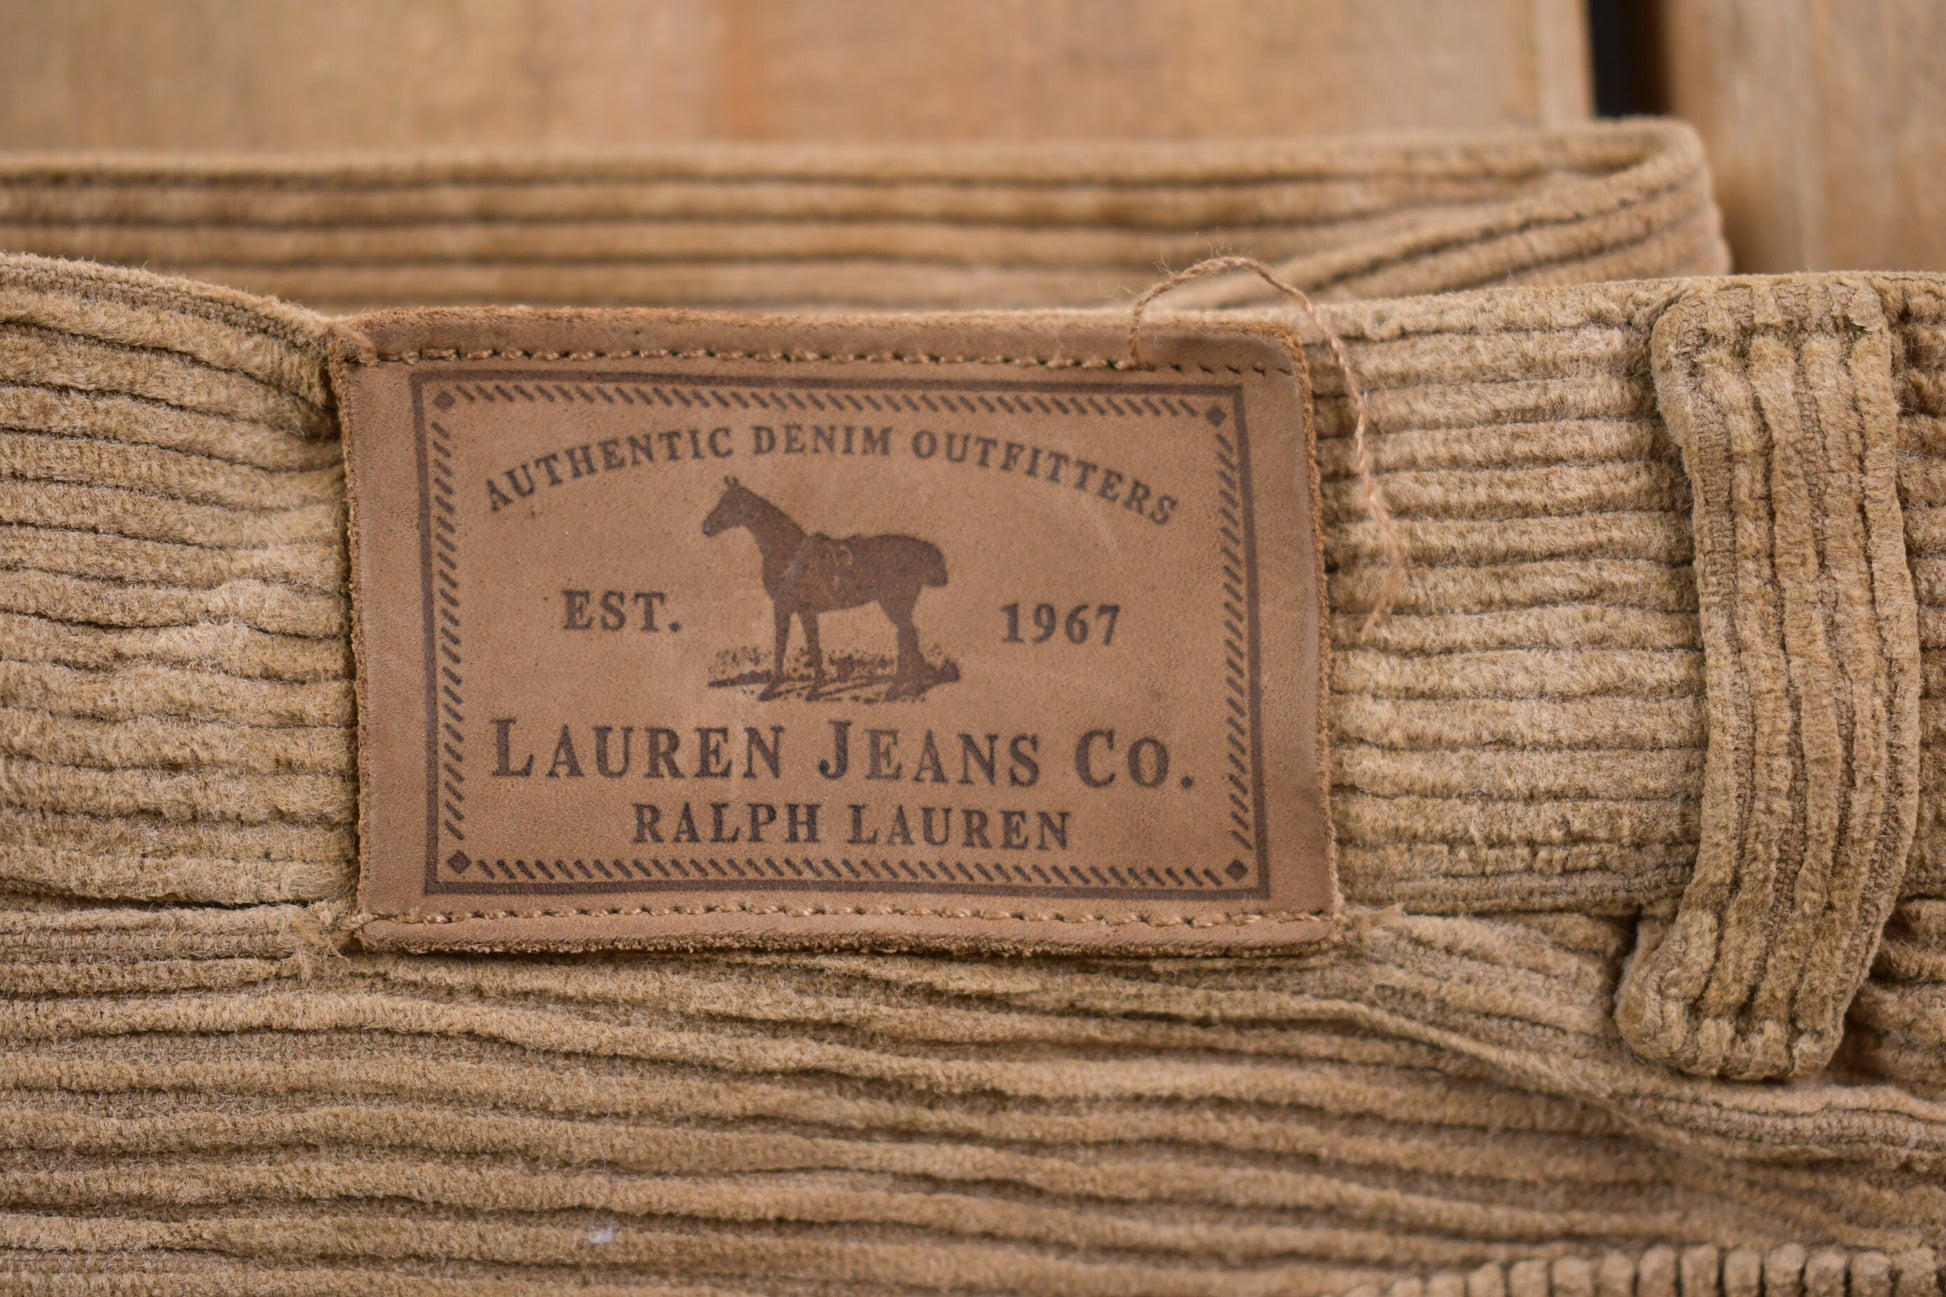 AUTHENTIC DENIM OUTFITTERS
EST. 1967
LAUREN JEANS CO.
RALPH LAUREN